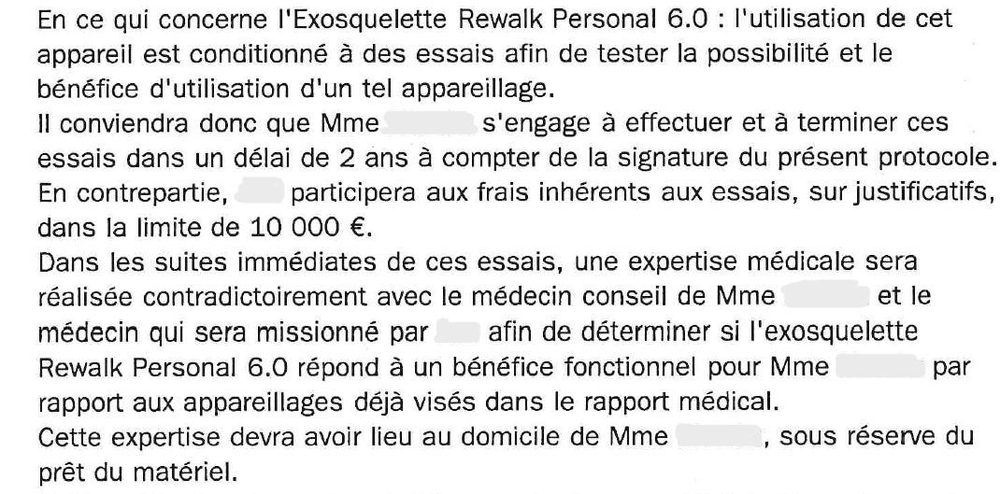 En ce qui concerne l'Exosquelette Rewalk Personal 6.0 : l'utilisation de cet
appareil est conditionné à des essais afin de tester la possibilité et le
bénéfice d'utilisation d'un tel appareillage.
Il conviendra donc que Mme s'engage à effectuer et à terminer ces
essais dans un délai de 2 ans à compter de la signature du présent protocole.
En contrepartie, participera aux frais inhérents aux essais, sur justificatifs,
dans la limite de 10 000 €.
Dans les suites immédiates de ces essais, une expertise médicale sera
réalisée contradictoirement avec le médecin conseil de Mme et le
médecin qui sera missionné par afin de déterminer si l'exosquelette
Rewalk Personal 6.0 répond à un bénéfice fonctionnel pour Mme par
rapport aux appareillages déjà visés dans le rapport médical.
Cette expertise devra avoir lieu au domicile de Mme , sous réserve du
prêt du matériel.